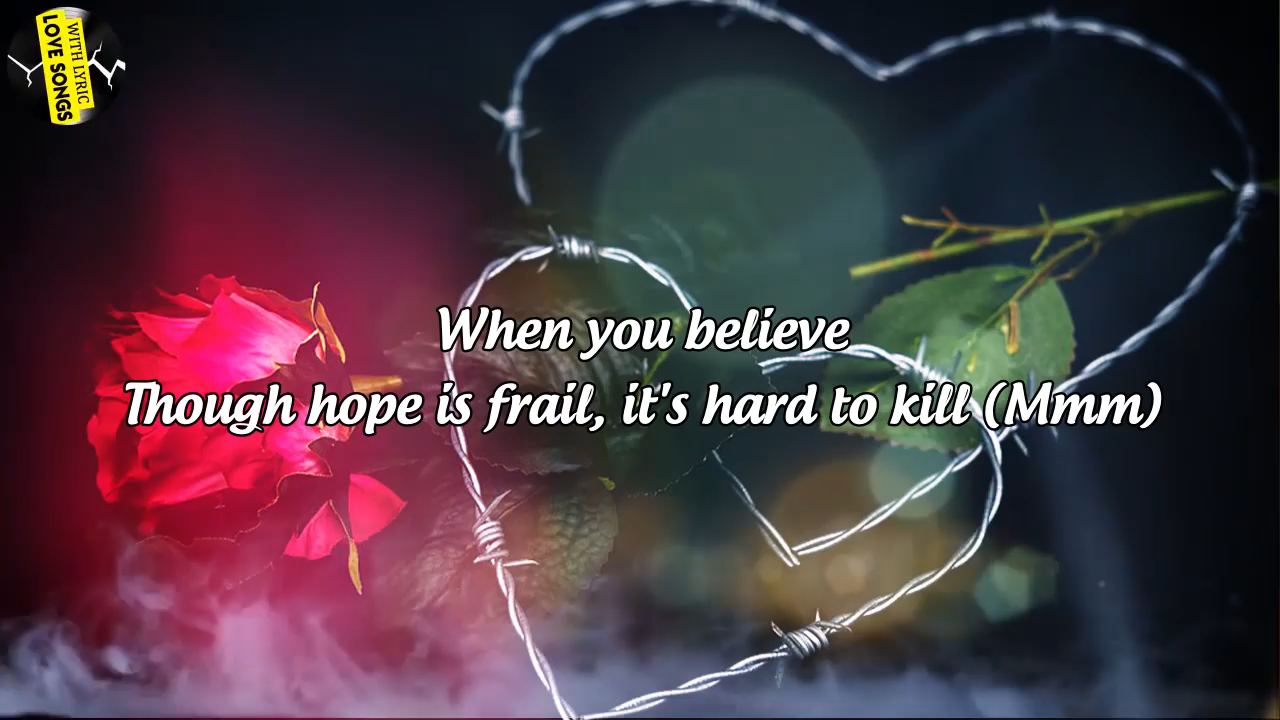 WITH LYRIC
LOVE SONGS
When you believe
Though hope is frail, it's hard to kill (Mmm)